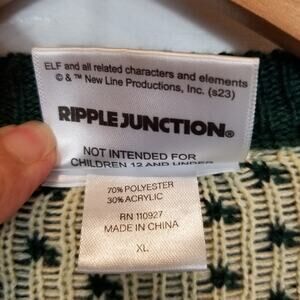 ELF and all related characters and elements
© & ™ New Line Productions, Inc. (s23)
RIPPLE JUNCTION®
NOT INTENDED FOR
CHILDREN 12 AND UNDER
70% POLYESTER
30% ACRYLIC
RN 110927
MADE IN CHINA
XL